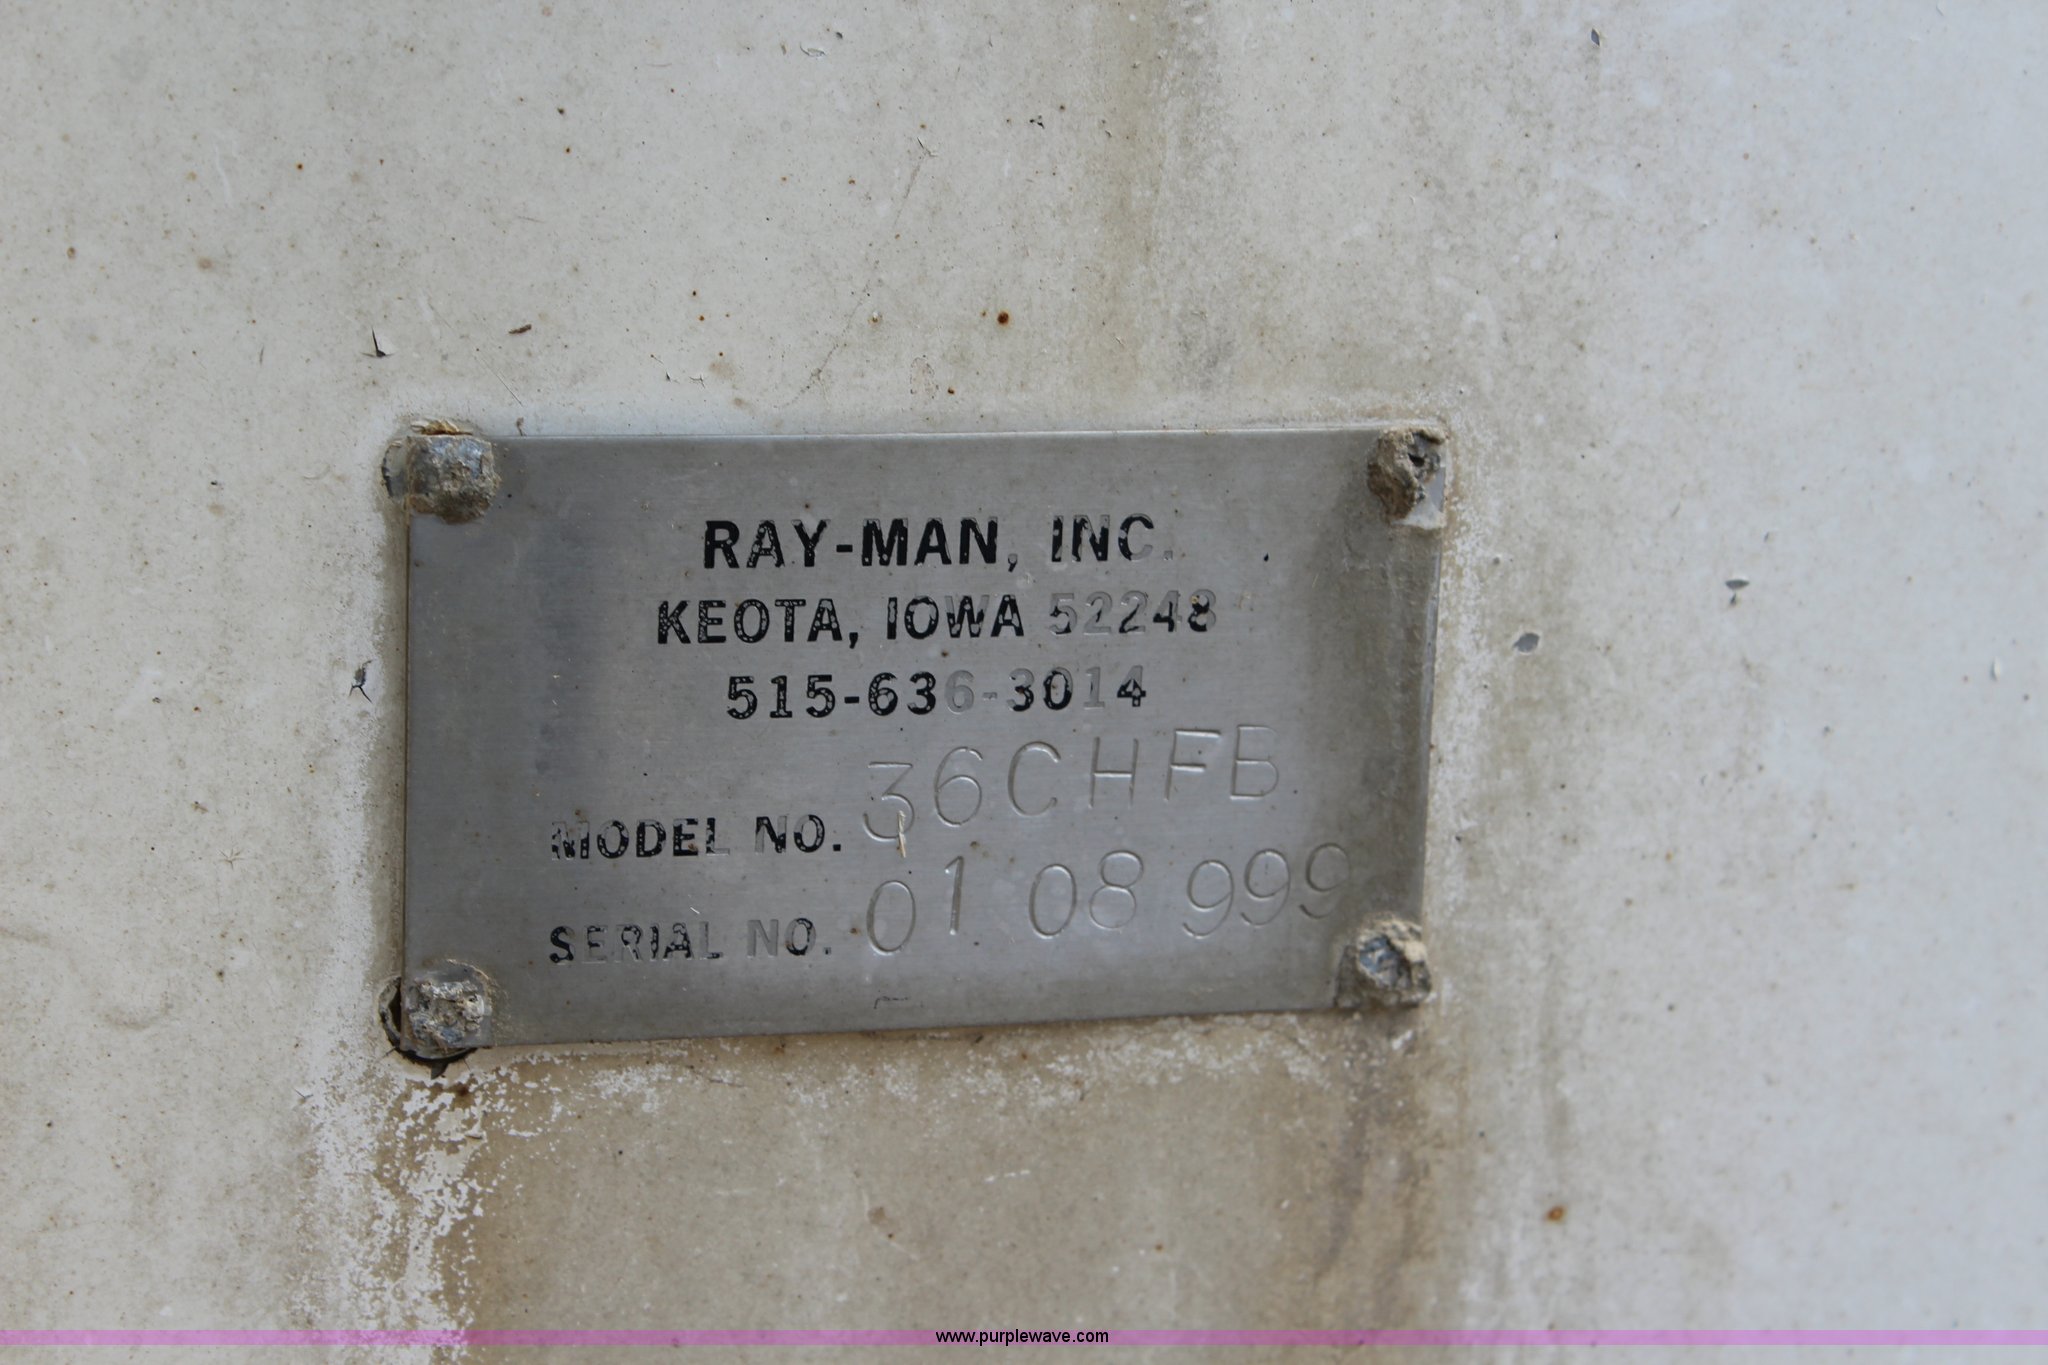 RAY-MAN, INC.
KEOTA, IOWA 52248
515-636-3014
MODEL NO. 36CHFB
SERIAL NO. 01 08 999
www.purplewave.com